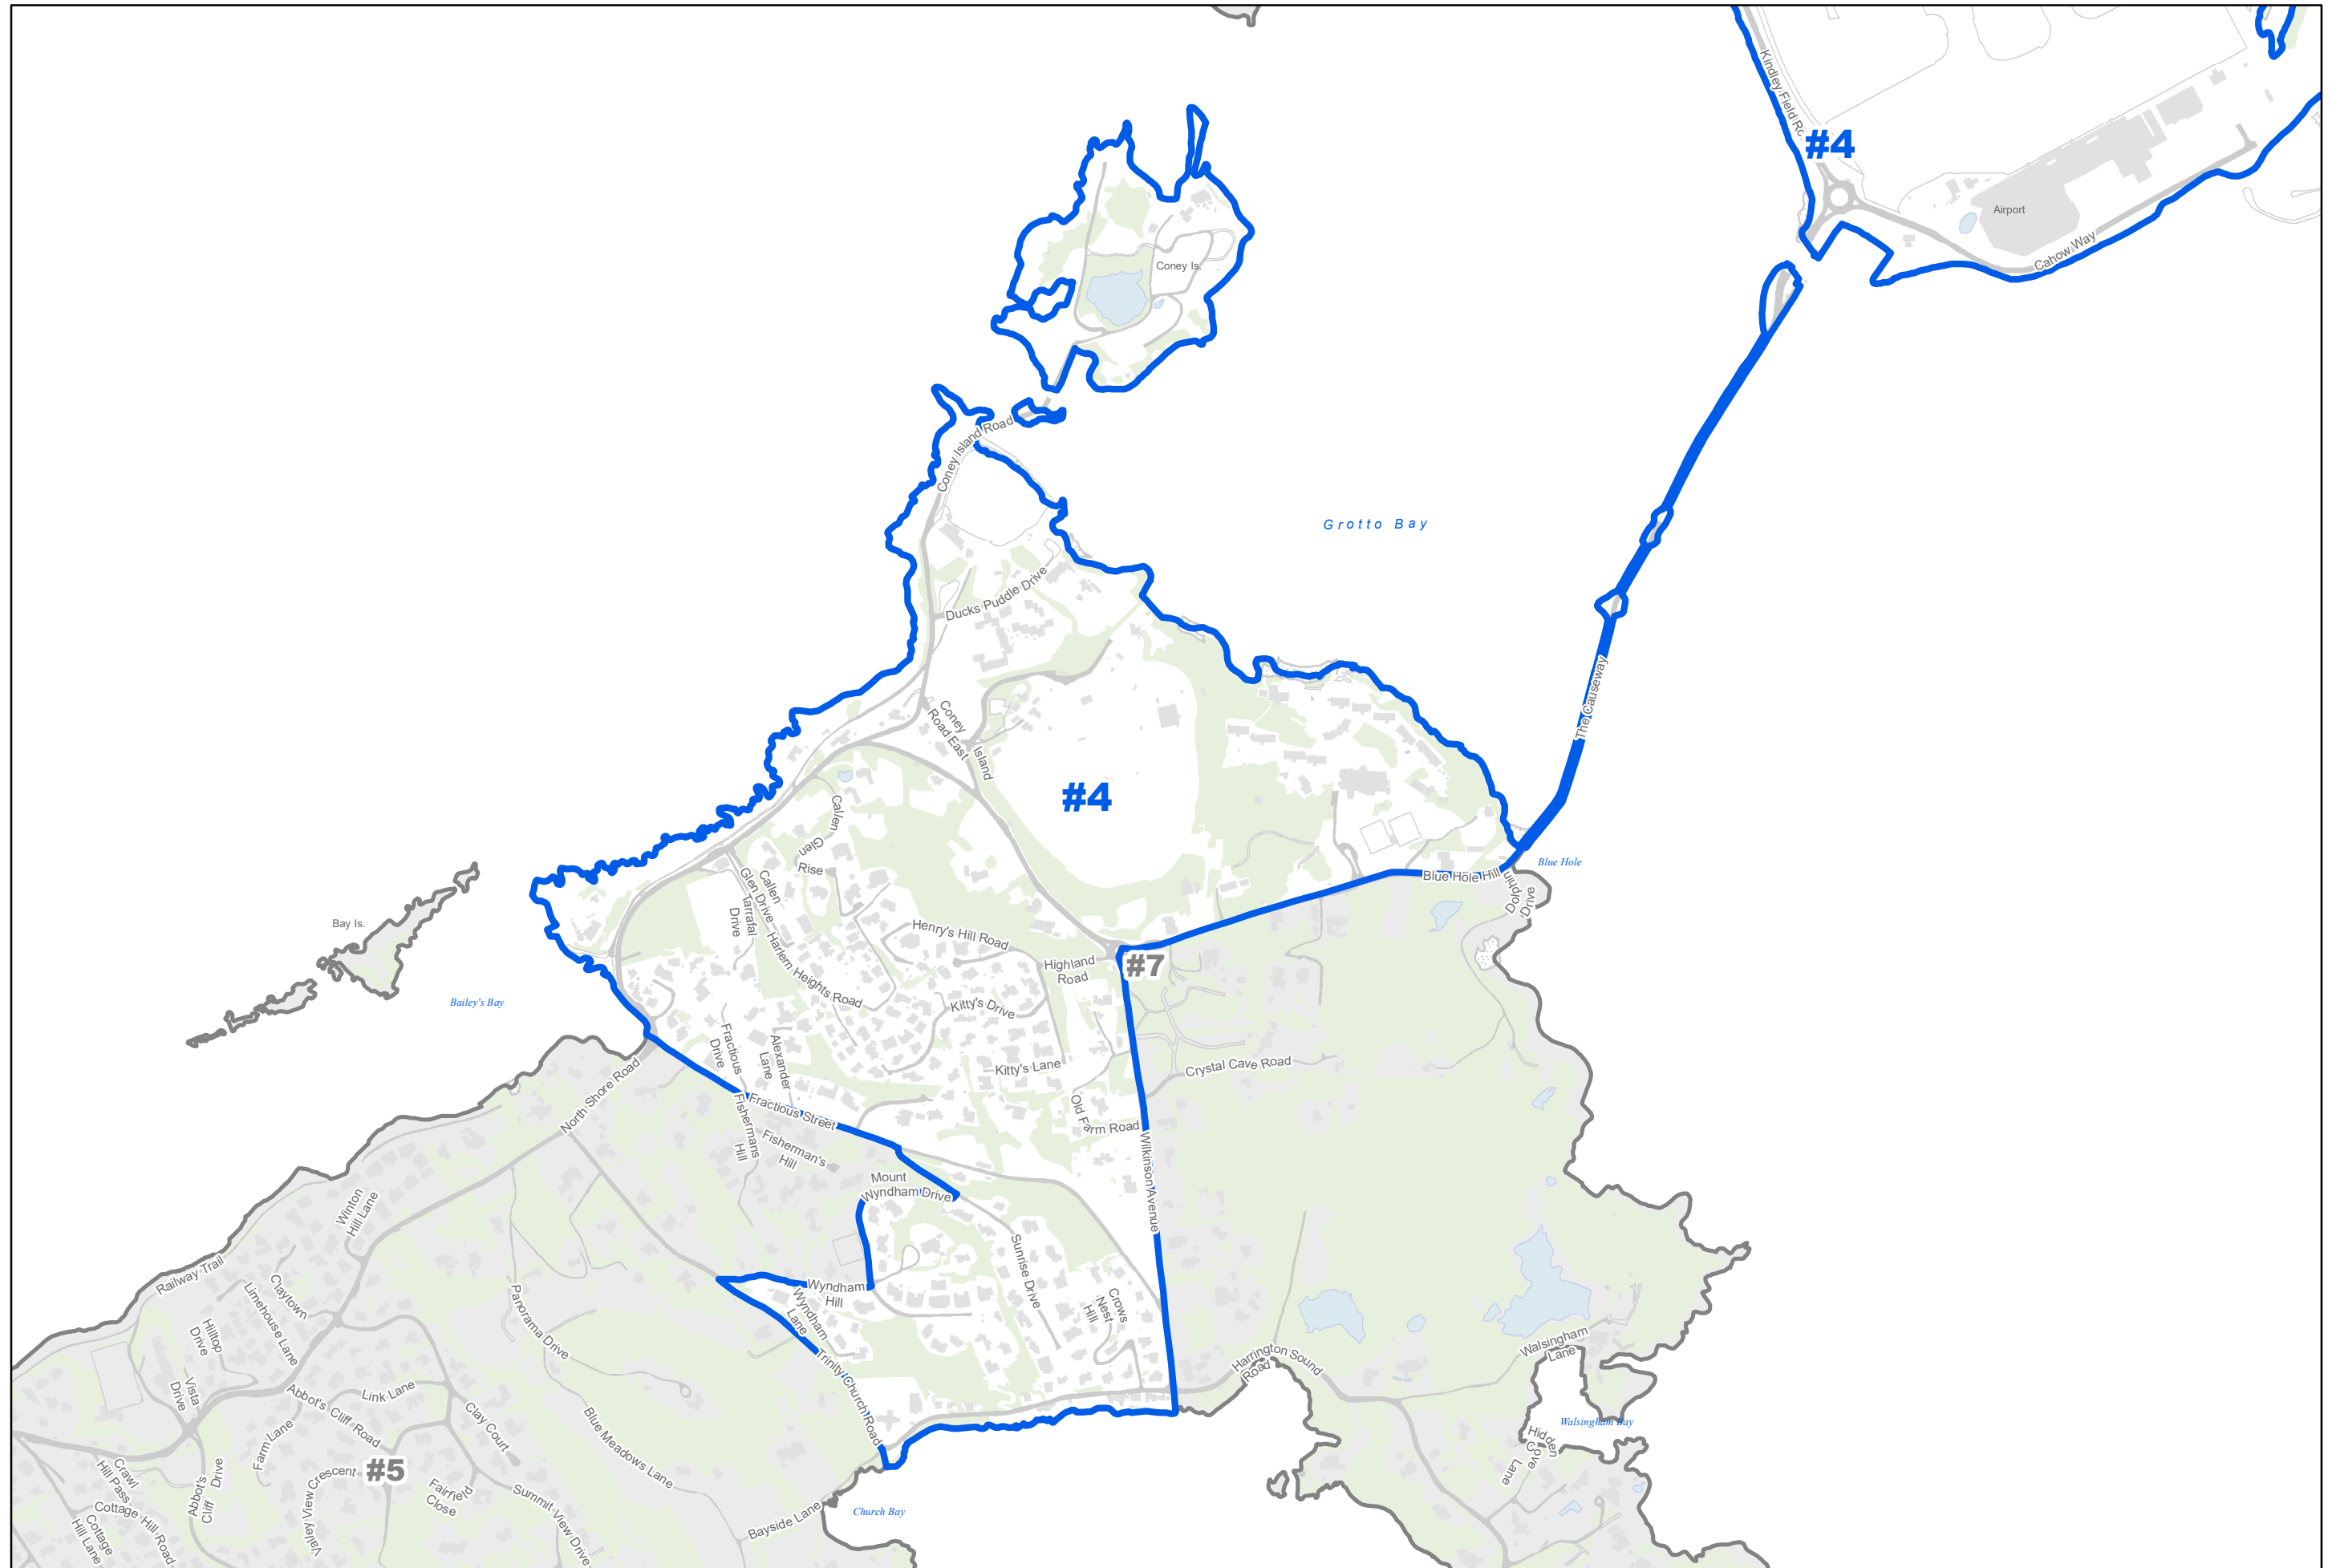 Kindley Field Rd
#4
Airport
Cahow Way
Coney Is.
Coney Island Road
Grotto Bay
Ducks Puddle Drive
The Causeway
Coney Island
Road East
#4
Callen
Glen
Rise
Callen
Glen Drive
Tarrafal
Drive
Harlem Heights Road
Henry's Hill Road
Highland
Road
#7
Blue Hole Hill
Blue Hole
Dolphin
Drive
Bay Is.
Bailey's Bay
Kitty's Drive
Kitty's Lane
Fractious
Drive
Alexander
Lane
Crystal Cave Road
Old Farm Road
North Shore Road
Fractious Street
Fishermans
Hill
Fisherman's
Hill
Wilkinson Avenue
Mount
Wyndham Drive
Winton
Hill Lane
Railway Trail
Claytown
Limehouse Lane
Hilltop
Drive
Vista
Drive
Panorama Drive
Wyndham
Hill
Wyndham
Lane
Sunrise Drive
Crows
Nest
Hill
Trinity Church Road
Harrington Sound
Road
Walsingham
Lane
Walsingham Bay
Hidden
Cove
Lane
Abbot's Cliff Road
Link Lane
Clay Court
Blue Meadows Lane
Farm Lane
#5
Crawl
Hill Pass
Cottage Hill Road
Cottage
Hill Lane
Abbot's
Cliff Drive
Valley View Crescent
Fairfield
Close
Summit View Drive
Bayside Lane
Church Bay